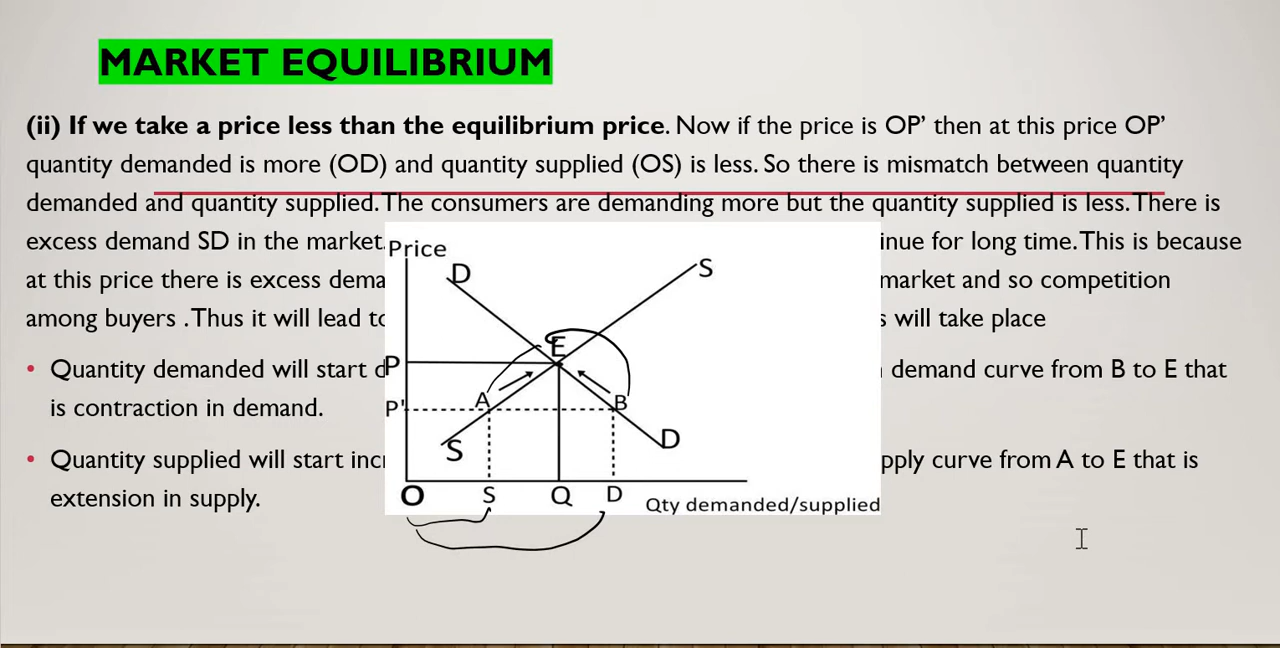 MARKET EQUILIBRIUM
(ii) If we take a price less than the equilibrium price. Now if the price is OP’ then at this price OP’
quantity demanded is more (OD) and quantity supplied (OS) is less. So there is mismatch between quantity
demanded and quantity supplied. The consumers are demanding more but the quantity supplied is less. There is
excess demand SD in the market. for long time. This is because
at this price there is excess market and so competition
among buyers . Thus it will lead will take place
• Quantity demanded will start demand curve from B to E that
is contraction in demand.
• Quantity supplied will start curve from A to E that is
extension in supply.
Price
D
S
E
P
A
B
P'
S
D
O
S
Q
D
Qty demanded/supplied